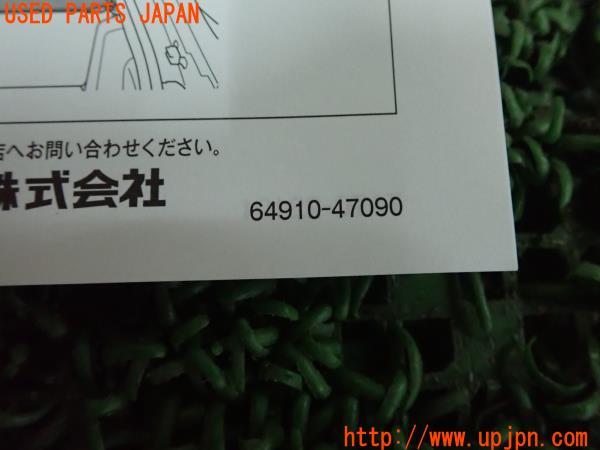 USED PARTS JAPAN
へお問い合わせください。
株式会社
64910-47090
http://www.upjpn.com/